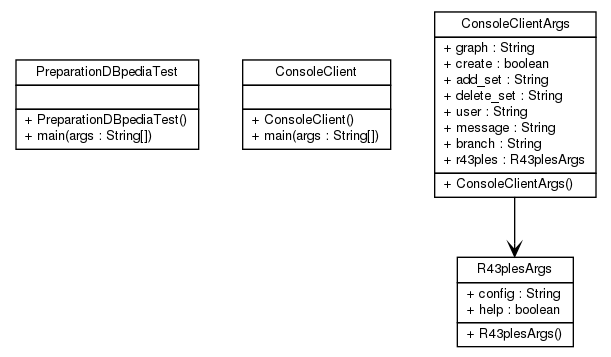 PreparationDBpediaTest
+ PreparationDBpediaTest()
+ main(args : String[])
ConsoleClient
+ ConsoleClient()
+ main(args : String[])
ConsoleClientArgs
+ graph : String
+ create : boolean
+ add_set : String
+ delete_set : String
+ user : String
+ message : String
+ branch : String
+ r43ples : R43plesArgs
+ ConsoleClientArgs()
R43plesArgs
+ config : String
+ help : boolean
+ R43plesArgs()